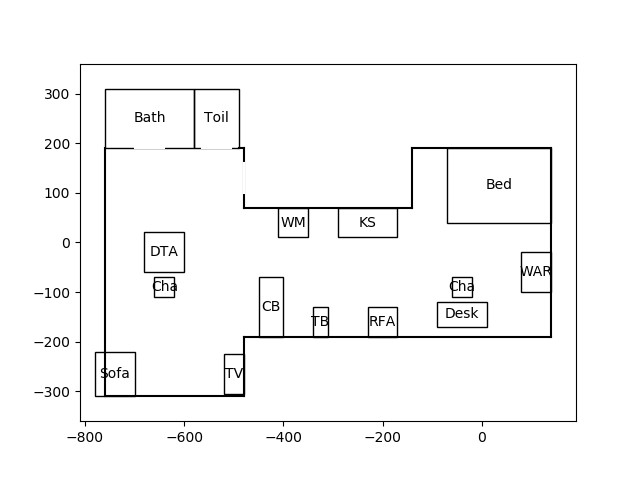 300
200
100
0
−100
−200
−300
−800
−600
−400
−200
0
Bath
Toil
Bed
WM
KS
DTA
Cha
WAR
Cha
CB
TB
RFA
Desk
Sofa
TV